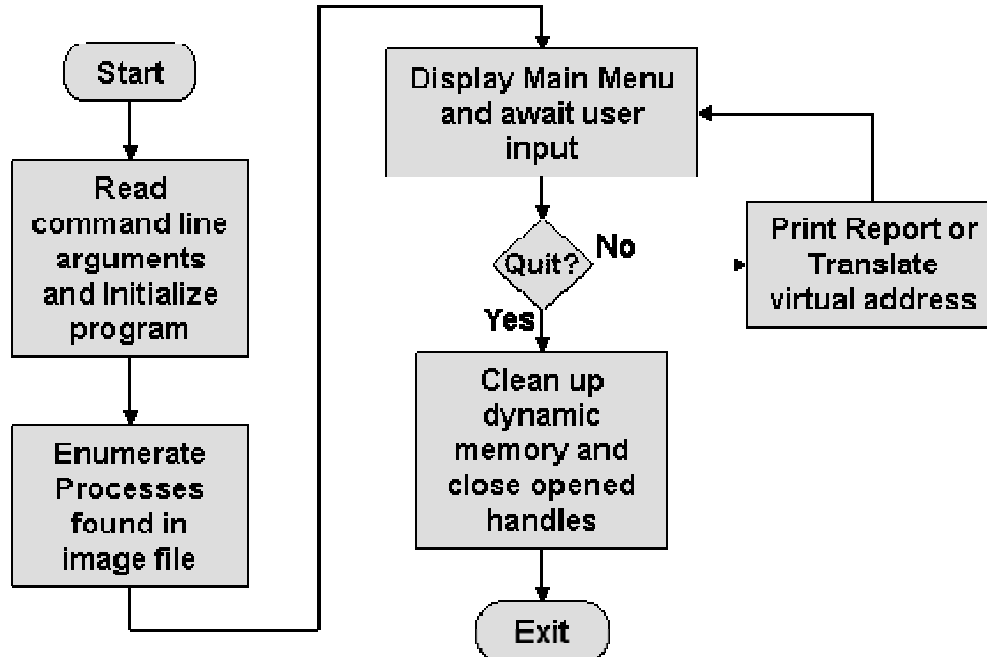 Start
Read
command line
arguments
and Initialize
program
Enumerate
Processes
found in
image file
Display Main Menu
and await user
input
Quit?
No
Yes
Print Report or
Translate
virtual address
Clean up
dynamic
memory and
close opened
handles
Exit